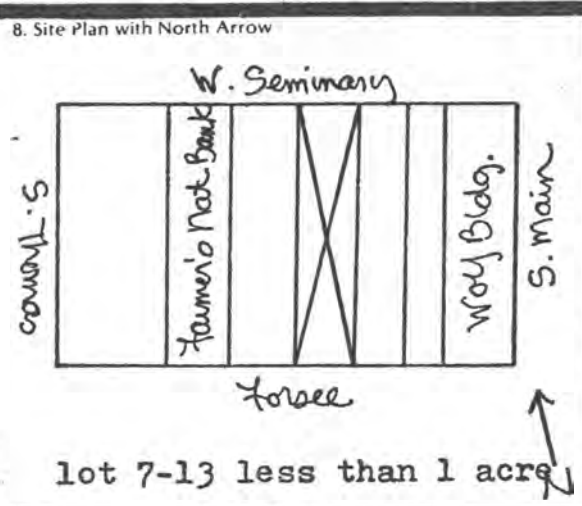 8. Site Plan with North Arrow
W. Seminary
S. Thomas
Farmer's Nat Bank
Wolf Bldg.
S. Main
Forsee
lot 7-13 less than 1 acre
N